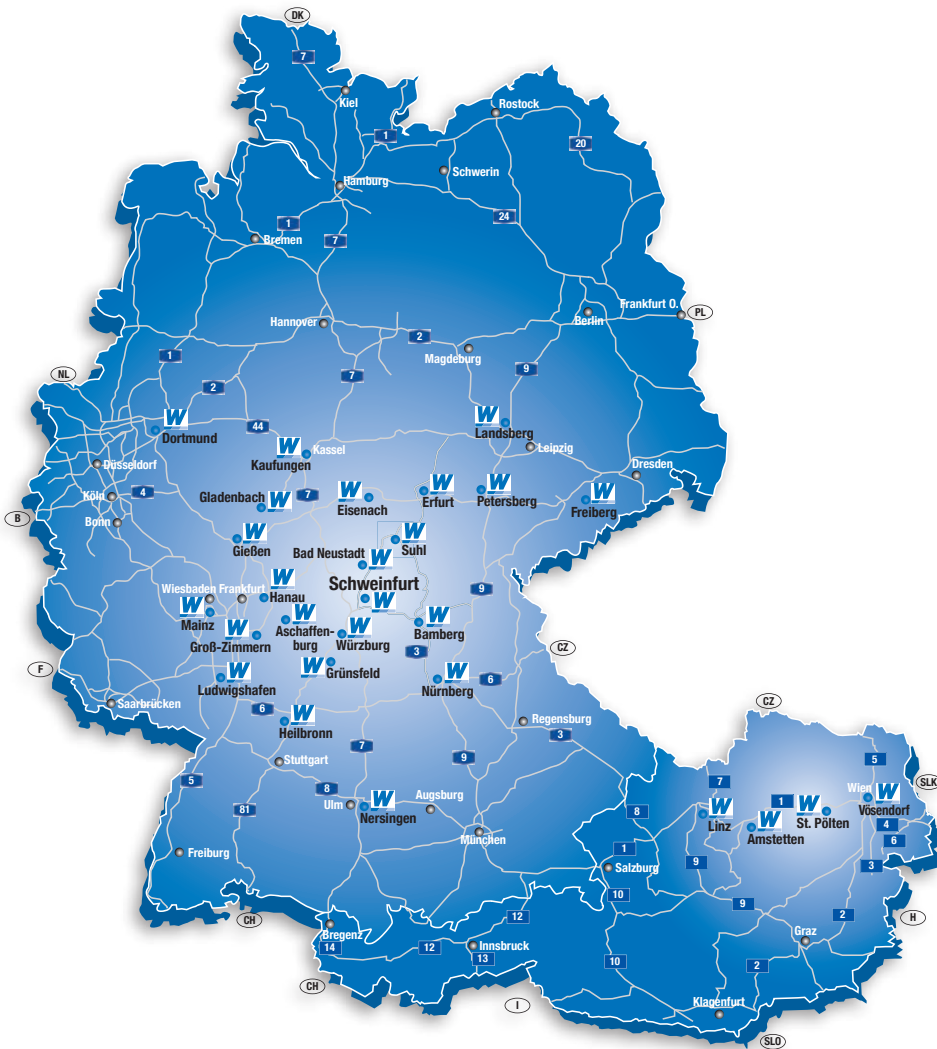 DK
7
Kiel
Rostock
1
20
Schwerin
Hamburg
24
1
7
Bremen
Frankfurt O.
PL
Berlin
Hannover
2
Magdeburg
1
9
NL
2
7
W
Dortmund
44
W
Landsberg
W
Kaufungen
Kassel
Leipzig
Düsseldorf
Dresden
Köln
4
Gladenbach
W
7
W
Eisenach
W
Erfurt
W
Petersberg
W
Freiberg
B
Bonn
W
Gießen
W
Suhl
Bad Neustadt
W
Schweinfurt
W
Wiesbaden
Frankfurt
W
Hanau
9
W
Mainz
W
Aschaffen-
burg
W
Würzburg
W
Bamberg
W
Groß-Zimmern
3
CZ
F
W
Ludwigshafen
W
Grünsfeld
W
Nürnberg
6
Saarbrücken
6
W
Heilbronn
Regensburg
3
CZ
7
9
Stuttgart
5
8
7
5
SLK
81
Ulm
W
Nersingen
Augsburg
8
W
Linz
1
W
Amstetten
W
St. Pölten
Wien
W
Vösendorf
4
6
München
1
Freiburg
Salzburg
9
3
10
9
2
H
CH
Bregenz
12
14
12
Innsbruck
13
10
Graz
2
CH
I
Klagenfurt
SLO